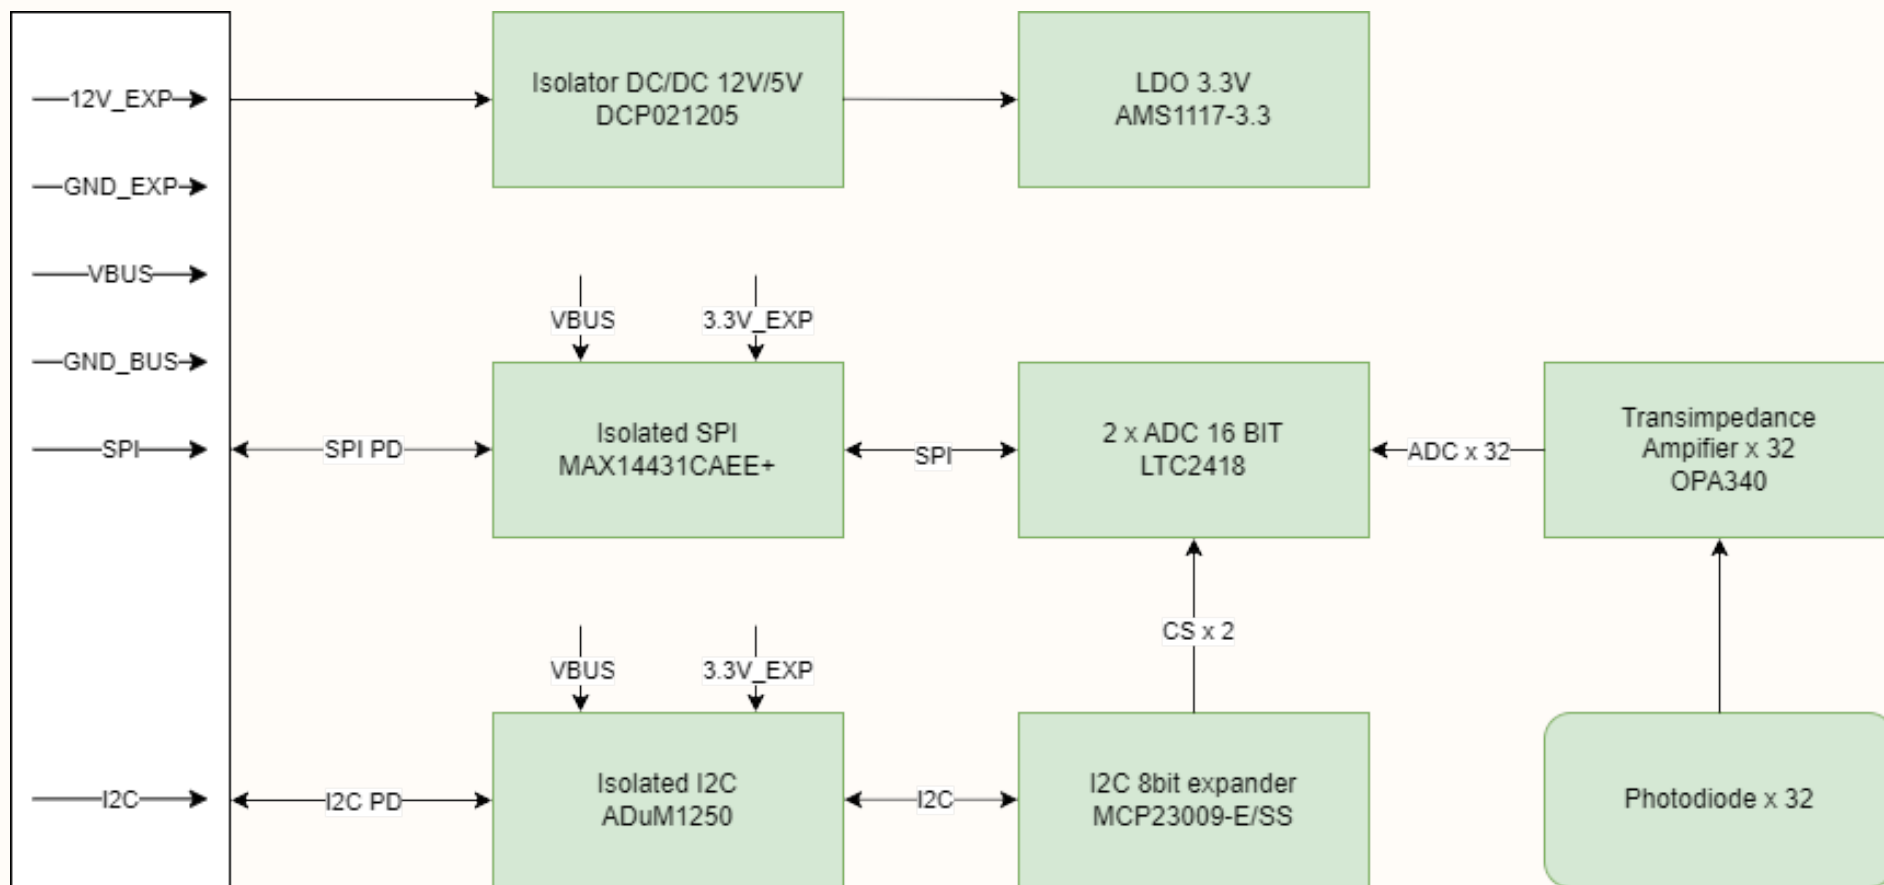 12V_EXP
GND_EXP
VBUS
GND_BUS
SPI
I2C
Isolator DC/DC 12V/5V
DCP021205
LDO 3.3V
AMS1117-3.3
VBUS
3.3V_EXP
SPI PD
Isolated SPI
MAX14431CAEE+
SPI
2 x ADC 16 BIT
LTC2418
ADC x 32
Transimpedance
Ampifier x 32
OPA340
CS x 2
VBUS
3.3V_EXP
I2C PD
Isolated I2C
ADuM1250
I2C
I2C 8bit expander
MCP23009-E/SS
Photodiode x 32